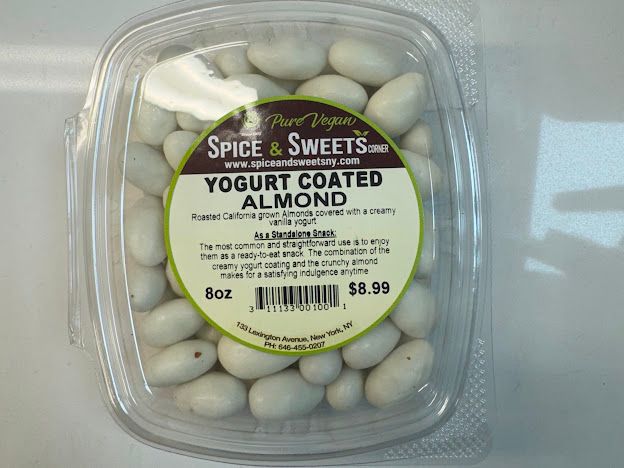 Pure Vegan
SPICE & SWEETS CORNER
www.spiceandsweetsny.com
YOGURT COATED
ALMOND
Roasted California grown Almonds covered with a creamy
vanilla yogurt
As a Standalone Snack:
The most common and straightforward use is to enjoy
them as a ready-to-eat snack. The combination of the
creamy yogurt coating and the crunchy almond
makes for a satisfying indulgence anytime
8oz
$8.99
3 11133 00100 1
133 Lexington Avenue, New York, NY
PH: 646-455-0207